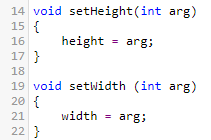 14 void setHeight(int arg)
15 {
16     height = arg;
17 }
18
19 void setWidth (int arg)
20 {
21     width = arg;
22 }